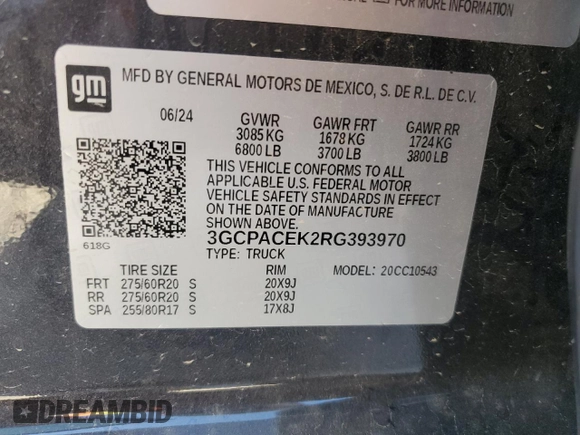 FOR MORE INFORMATION
gm
MFD BY GENERAL MOTORS DE MEXICO, S. DE R.L. DE C.V.
06/24 GVWR GAWR FRT GAWR RR
3085 KG 1678 KG 1724 KG
6800 LB 3700 LB 3800 LB
THIS VEHICLE CONFORMS TO ALL
APPLICABLE U.S. FEDERAL MOTOR
VEHICLE SAFETY STANDARDS IN EFFECT
ON THE DATE OF MANUFACTURE
SHOWN ABOVE.
618G
3GCPACEK2RG393970
TYPE: TRUCK MODEL: 20CC10543
TIRE SIZE RIM
FRT 275/60R20 S 20X9J
RR 275/60R20 S 20X9J
SPA 255/80R17 S 17X8J
DREAMBID